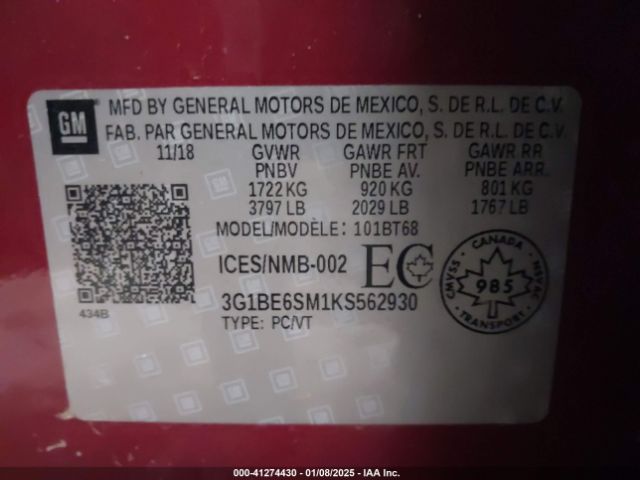 GM
MFD BY GENERAL MOTORS DE MEXICO, S. DE R.L. DE C.V.
FAB. PAR GENERAL MOTORS DE MEXICO, S. DE R.L. DE C.V.
11/18 GVWR GAWR FRT GAWR RR
PNBV PNBE AV. PNBE ARR.
1722 KG 920 KG 801 KG
3797 LB 2029 LB 1767 LB
MODEL/MODÈLE: 101BT68
ICES/NMB-002 EC
CANADA
CMVSS 985 NSVAC
TRANSPORT
3G1BE6SM1KS562930
434B TYPE: PC/VT
000-41274430 - 01/08/2025 - IAA Inc.